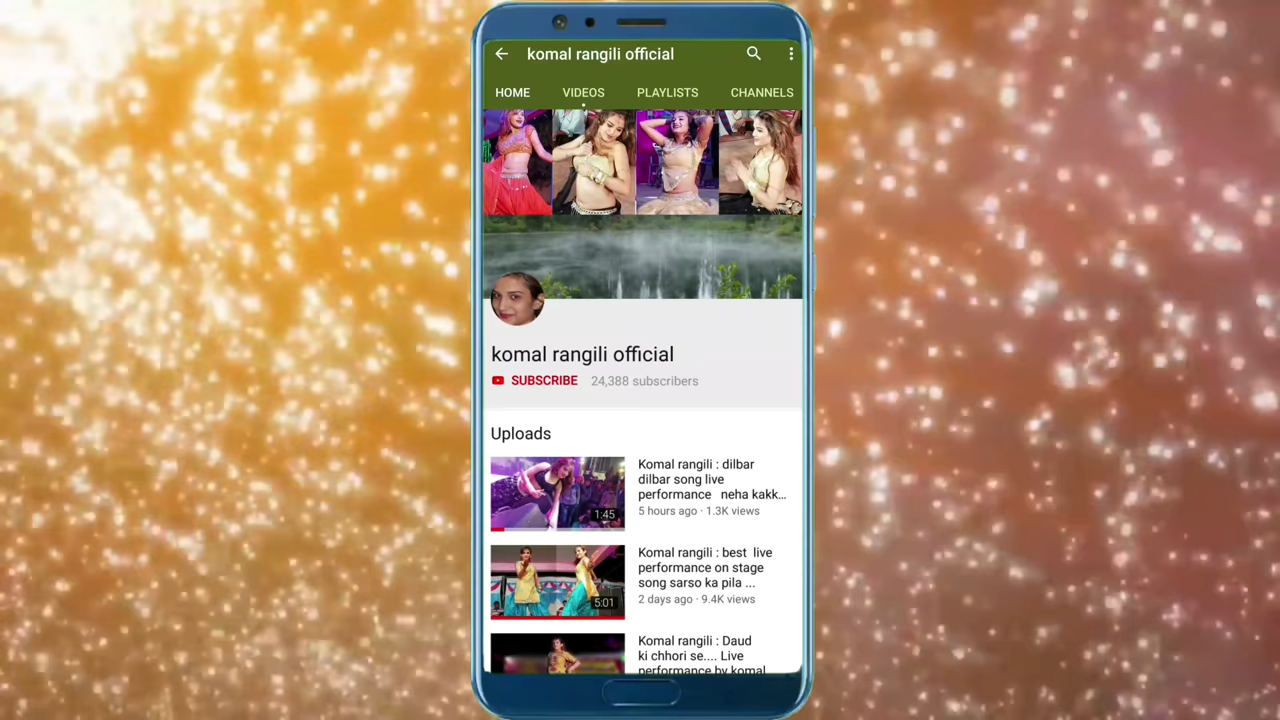 komal rangili official
HOME VIDEOS PLAYLISTS CHANNELS
komal rangili official
SUBSCRIBE 24,388 subscribers
Uploads
Komal rangili : dilbar
dilbar song live
performance neha kakk...
5 hours ago · 1.3K views
1:45
Komal rangili : best live
performance on stage
song sarso ka pila ...
2 days ago · 9.4K views
5:01
Komal rangili : Daud
ki chhori se.... Live
performance by komal